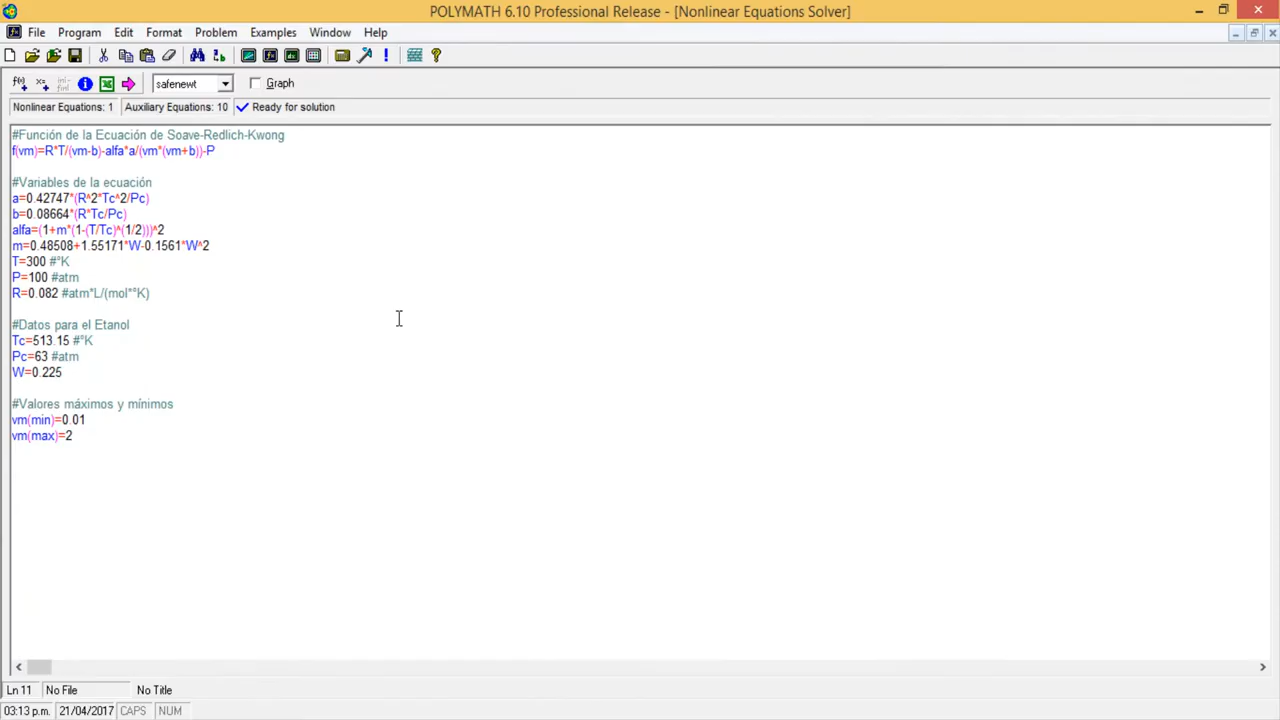 POLYMATH 6.10 Professional Release - [Nonlinear Equations Solver]
File Program Edit Format Problem Examples Window Help
safenewt Graph
Nonlinear Equations: 1 Auxiliary Equations: 10 Ready for solution
#Función de la Ecuación de Soave-Redlich-Kwong
f(vm)=R*T/(vm-b)-alfa*a/(vm*(vm+b))-P
#Variables de la ecuación
a=0.42747*(R^2*Tc^2/Pc)
b=0.08664*(R*Tc/Pc)
alfa=(1+m*(1-(T/Tc)^(1/2)))^2
m=0.48508+1.55171*W-0.1561*W^2
T=300 #°K
P=100 #atm
R=0.082 #atm*L/(mol*°K)
#Datos para el Etanol
Tc=513.15 #°K
Pc=63 #atm
W=0.225
#Valores máximos y mínimos
vm(min)=0.01
vm(max)=2
Ln 11 No File No Title
03:13 p.m. 21/04/2017 CAPS NUM